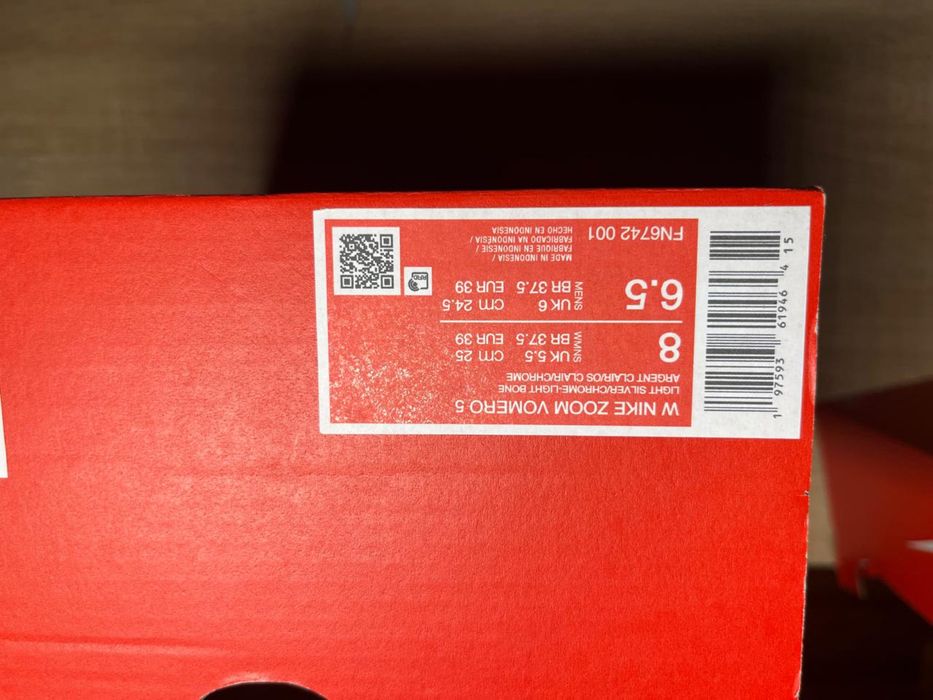 W NIKE ZOOM VOMERO 5
LIGHT SILVER/CHROME-LIGHT BONE
ARGENT CLAIR/OS CLAIR/CHROME
8 WMNS UK 5.5 BR 37.5 cm 25 EUR 39
6.5 MENS UK 6 BR 37.5 cm 24.5 EUR 39
MADE IN INDONESIA /
FABRIQUE EN INDONESIE /
FABRICADO NA INDONÉSIA /
HECHO EN INDONESIA
FN6742 001
1 97593 61946 4 15